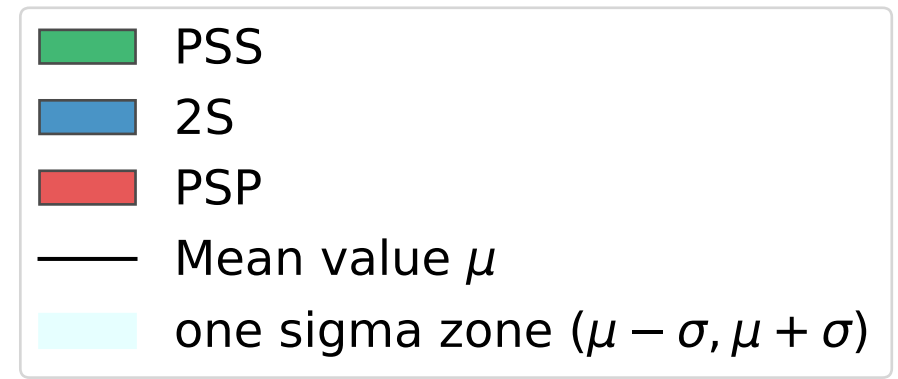 PSS
2S
PSP
Mean value μ
one sigma zone (μ − σ, μ + σ)